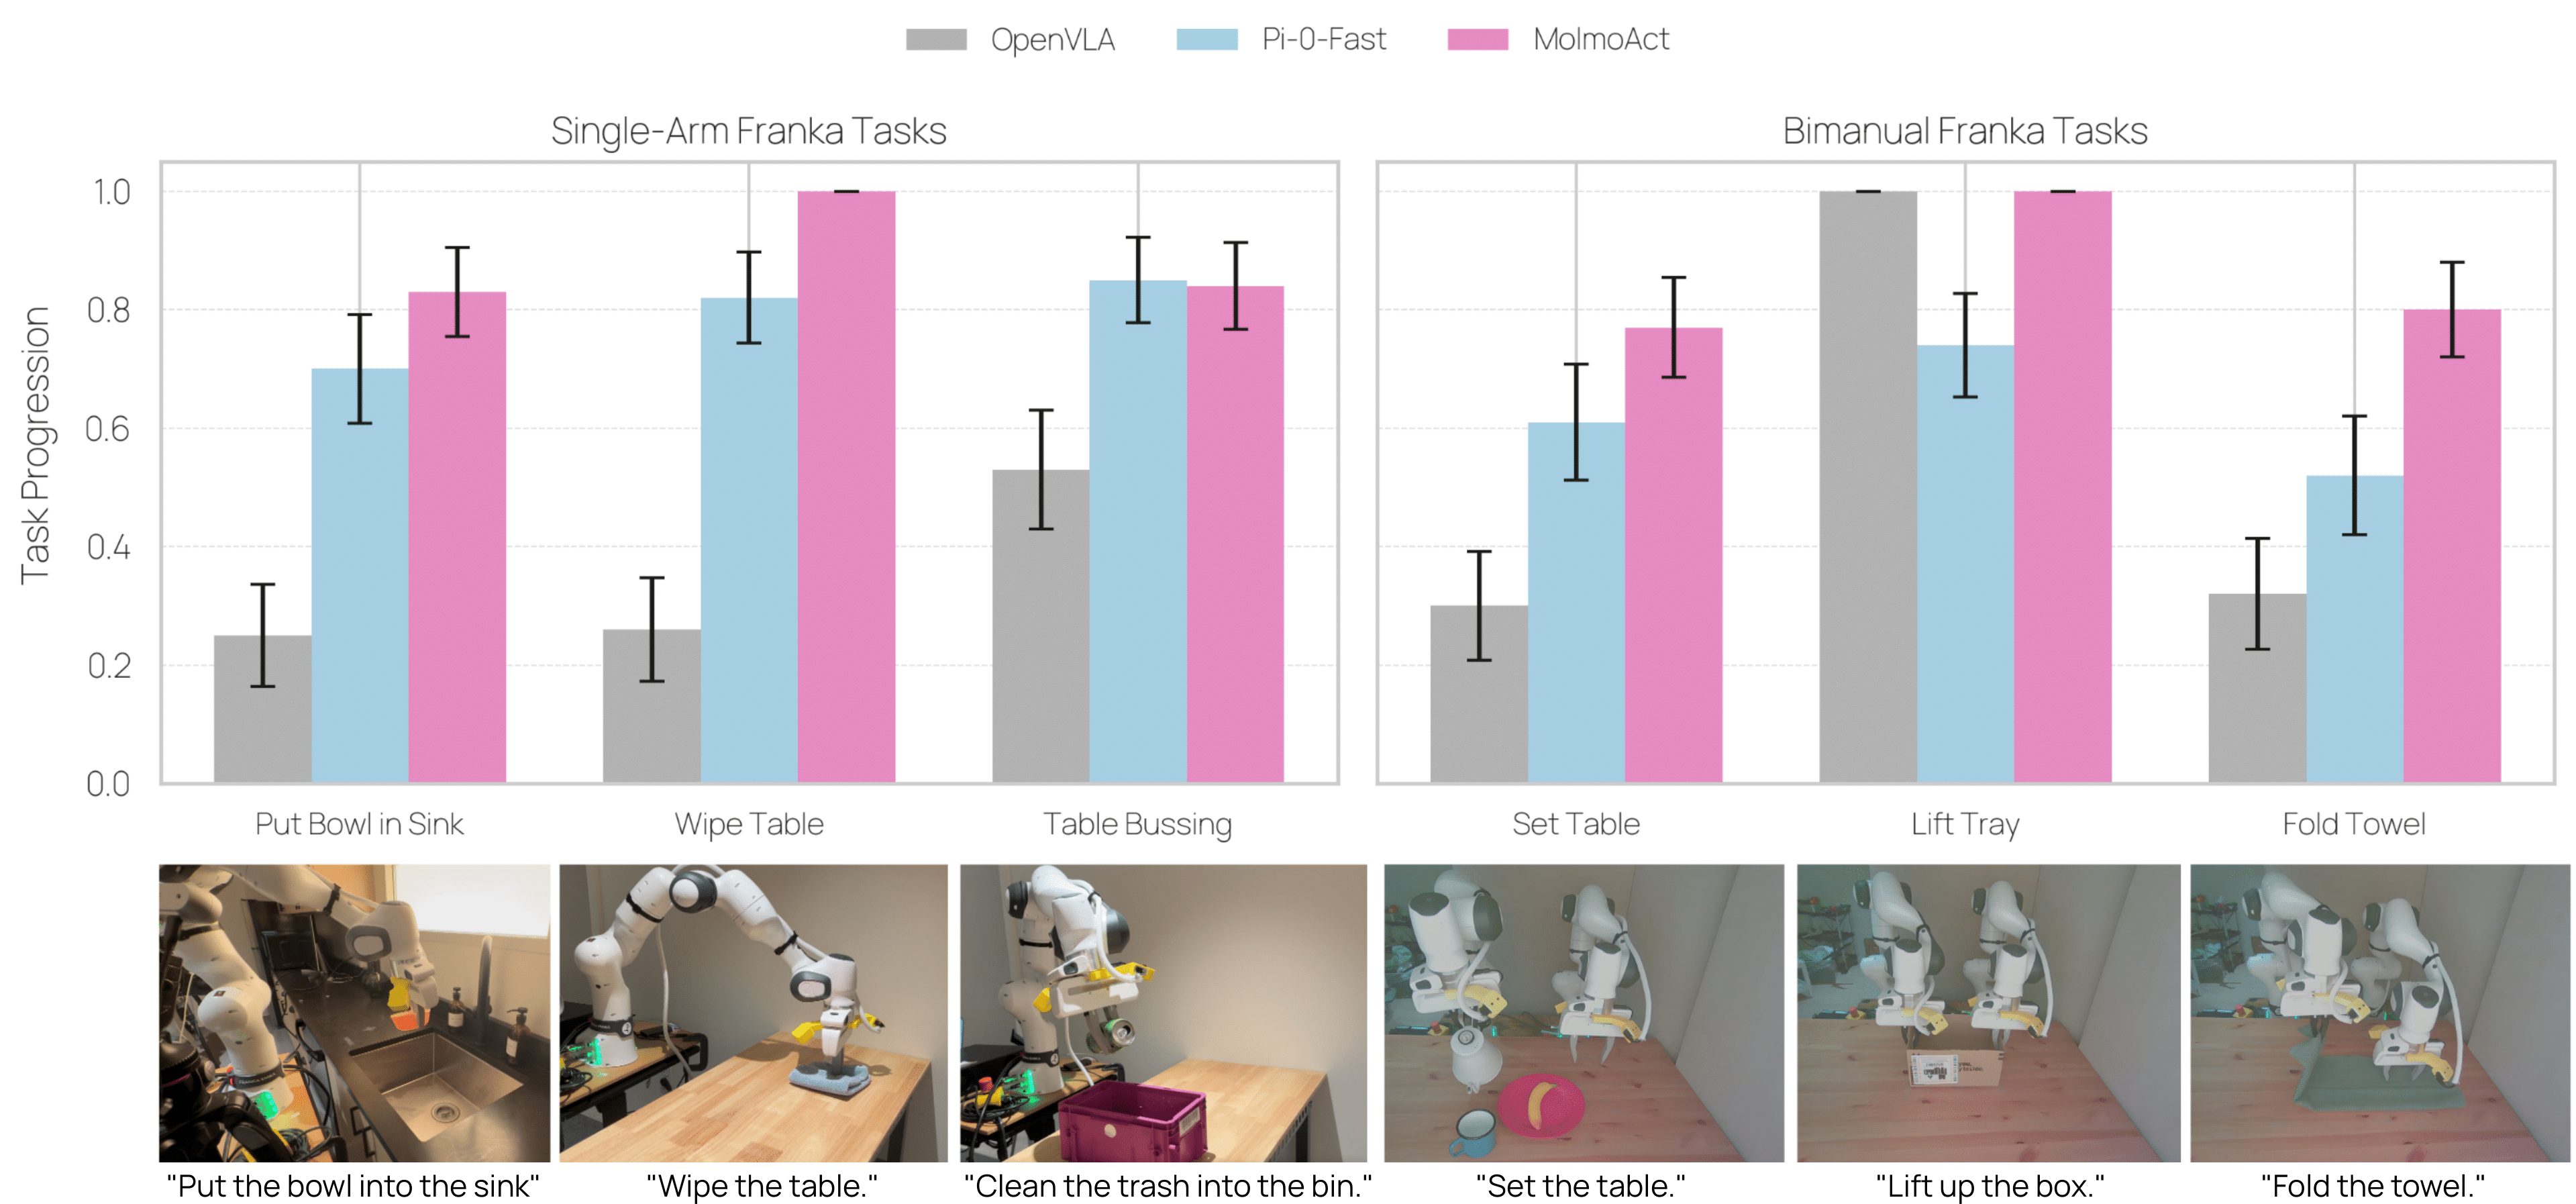 OpenVLA Pi-0-Fast MolmoAct
Single-Arm Franka Tasks
Bimanual Franka Tasks
Task Progression
1.0
0.8
0.6
0.4
0.2
0.0
Put Bowl in Sink
Wipe Table
Table Bussing
Set Table
Lift Tray
Fold Towel
"Put the bowl into the sink"
"Wipe the table."
"Clean the trash into the bin."
"Set the table."
"Lift up the box."
"Fold the towel."